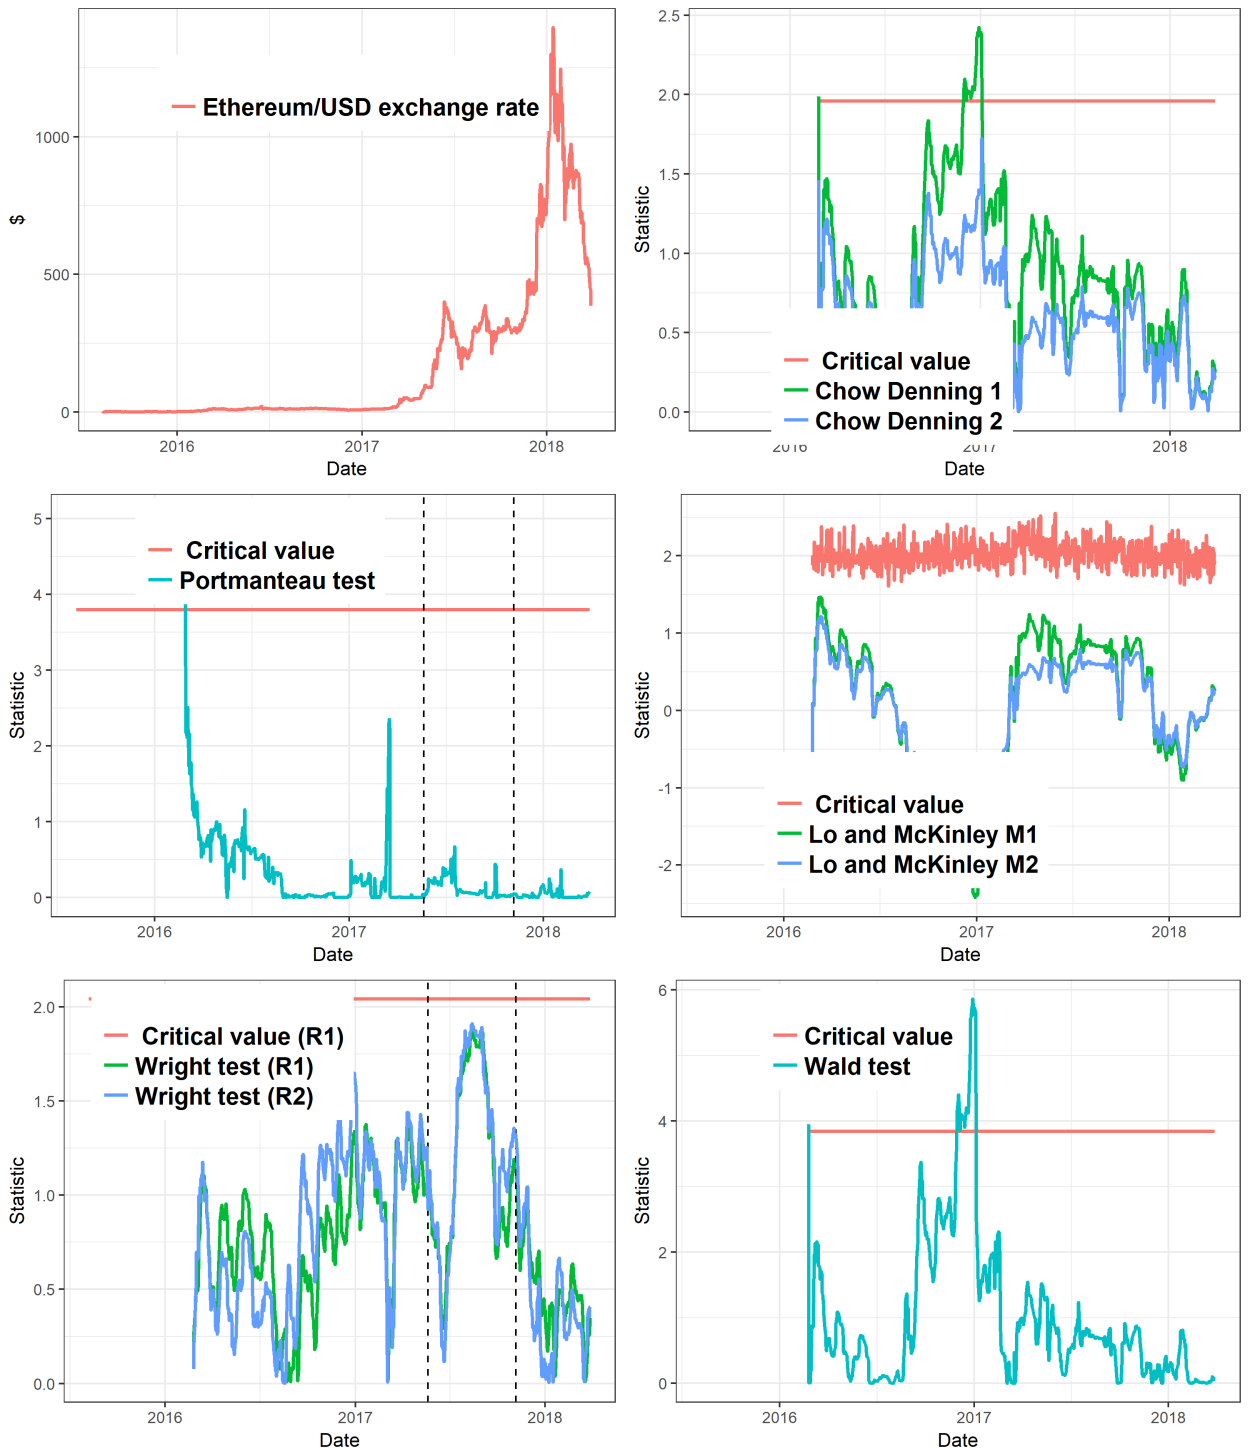 Ethereum/USD exchange rate
$
1000
500
0
2016
2017
2018
Date
Statistic
2.5
2.0
1.5
1.0
0.5
0.0
Critical value
Chow Denning 1
Chow Denning 2
2016
2017
2018
Date
Statistic
5
4
3
2
1
0
Critical value
Portmanteau test
2016
2017
2018
Date
Statistic
2
1
0
-1
-2
Critical value
Lo and McKinley M1
Lo and McKinley M2
2016
2017
2018
Date
Statistic
2.0
1.5
1.0
0.5
0.0
Critical value (R1)
Wright test (R1)
Wright test (R2)
2016
2017
2018
Date
Statistic
6
4
2
0
Critical value
Wald test
2016
2017
2018
Date